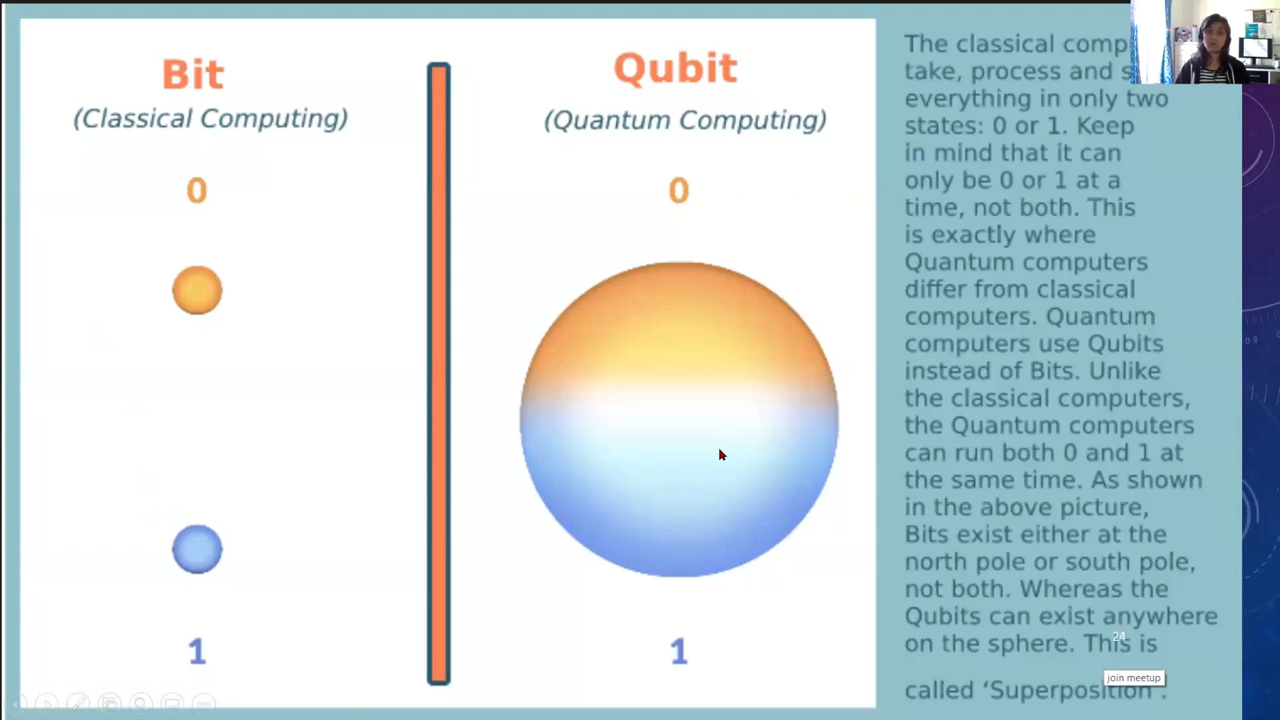 Bit
(Classical Computing)
0
1
Qubit
(Quantum Computing)
0
1
The classical comp
take, process and s
everything in only two
states: 0 or 1. Keep
in mind that it can
only be 0 or 1 at a
time, not both. This
is exactly where
Quantum computers
differ from classical
computers. Quantum
computers use Qubits
instead of Bits. Unlike
the classical computers,
the Quantum computers
can run both 0 and 1 at
the same time. As shown
in the above picture,
Bits exist either at the
north pole or south pole,
not both. Whereas the
Qubits can exist anywhere
on the sphere. This is
called ‘Superposition’.
24
join meetup